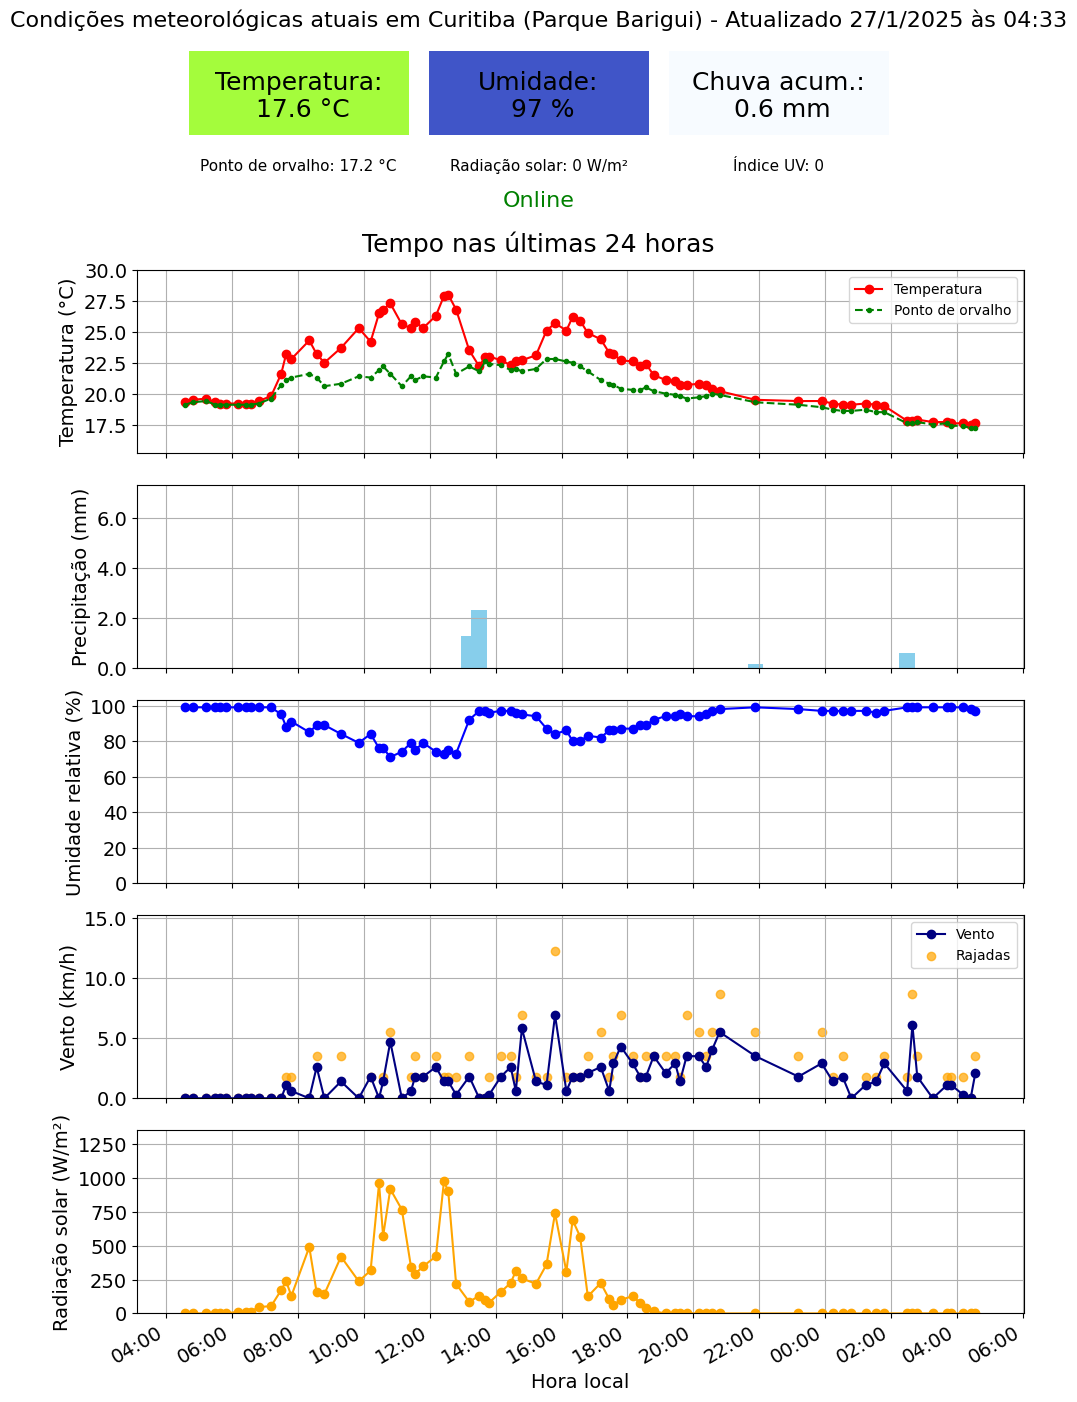 Condições meteorológicas atuais em Curitiba (Parque Barigui) - Atualizado 27/1/2025 às 04:33
Temperatura:
17.6 °C
Umidade:
97 %
Chuva acum.:
0.6 mm
Ponto de orvalho: 17.2 °C
Radiação solar: 0 W/m²
Índice UV: 0
Online
Tempo nas últimas 24 horas
Temperatura (°C)
30.0
27.5
25.0
22.5
20.0
17.5
Temperatura
Ponto de orvalho
Precipitação (mm)
6.0
4.0
2.0
0.0
Umidade relativa (%)
100
80
60
40
20
0
Vento (km/h)
15.0
10.0
5.0
0.0
Vento
Rajadas
Radiação solar (W/m²)
1250
1000
750
500
250
0
04:00
06:00
08:00
10:00
12:00
14:00
16:00
18:00
20:00
22:00
00:00
02:00
04:00
06:00
Hora local